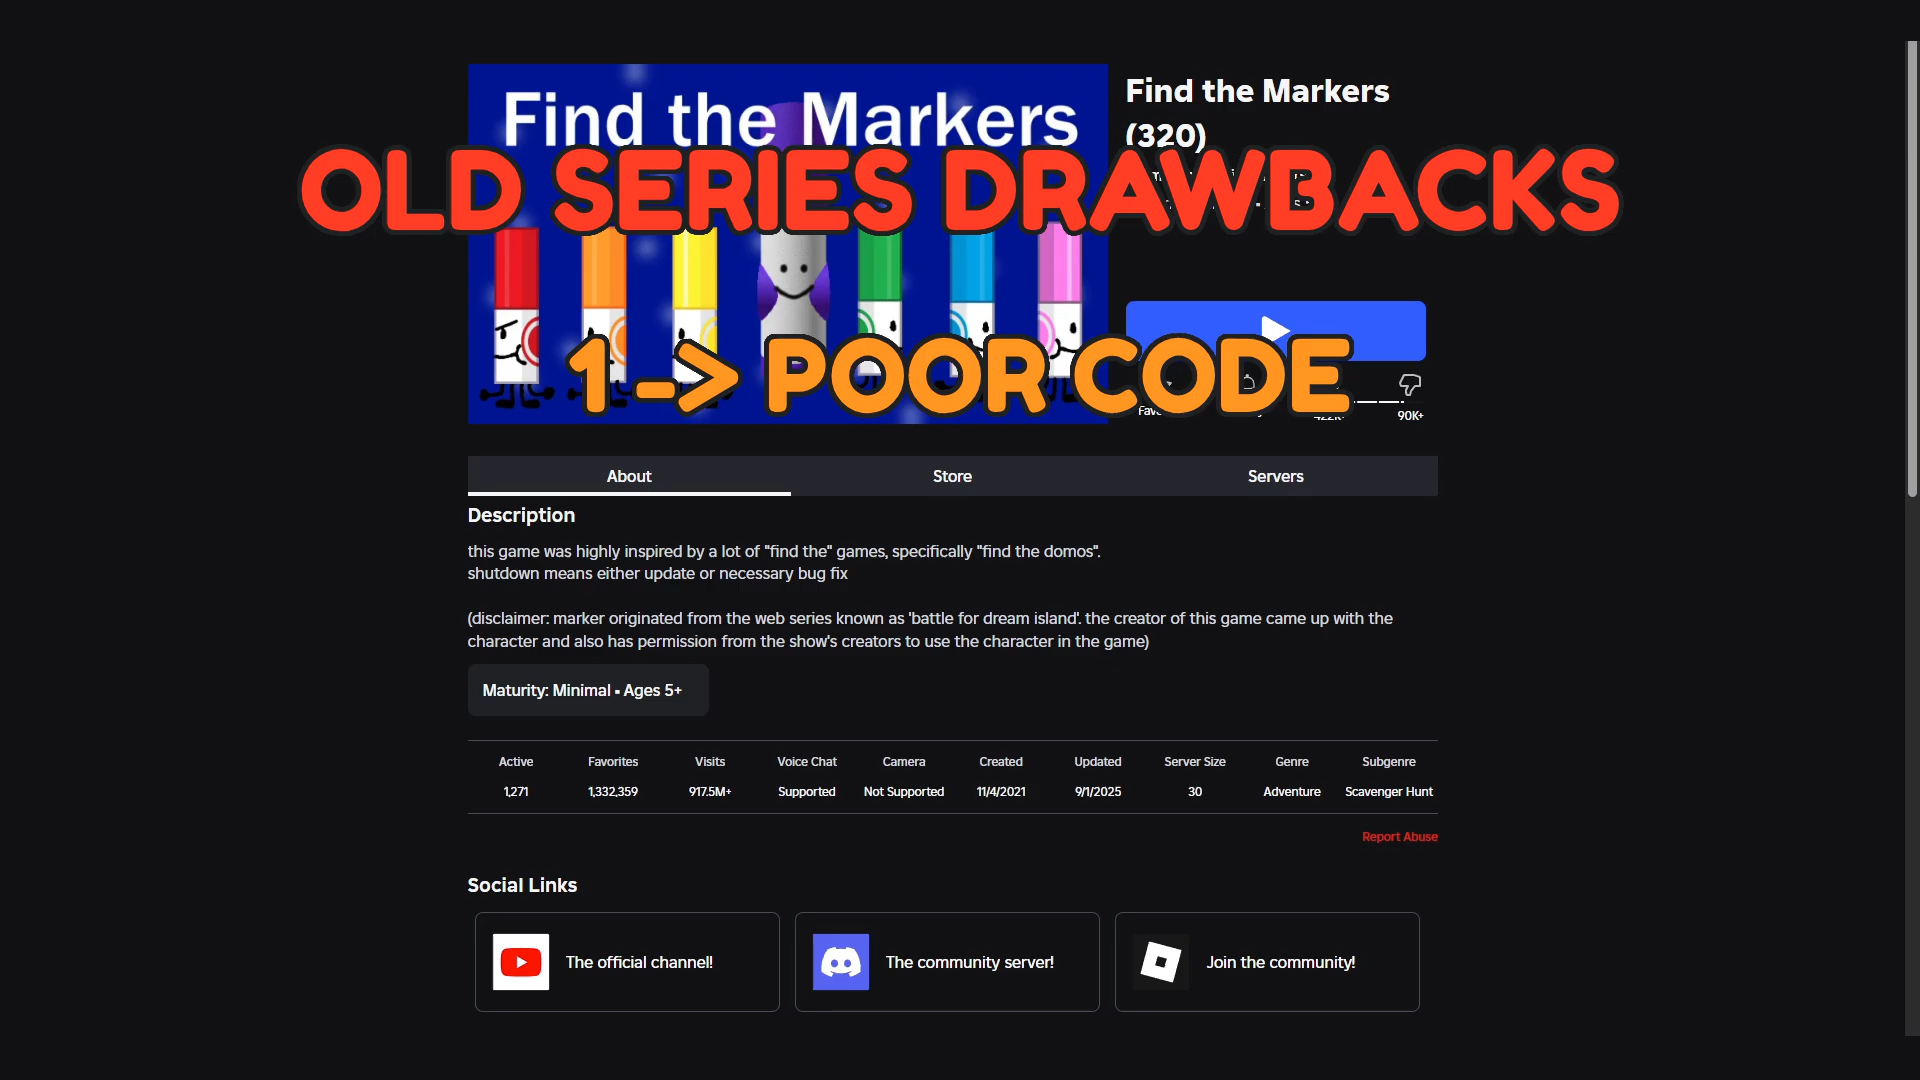 Find the Markers
Find the Markers
(320)
OLD SERIES DRAWBACKS
1 -> POOR CODE
90K+
About
Store
Servers
Description
this game was highly inspired by a lot of "find the" games, specifically "find the domos".
shutdown means either update or necessary bug fix
(disclaimer: marker originated from the web series known as 'battle for dream island'. the creator of this game came up with the
character and also has permission from the show's creators to use the character in the game)
Maturity: Minimal • Ages 5+
Active
Favorites
Visits
Voice Chat
Camera
Created
Updated
Server Size
Genre
Subgenre
1,271
1,332,359
917.5M+
Supported
Not Supported
11/4/2021
9/1/2025
30
Adventure
Scavenger Hunt
Report Abuse
Social Links
The official channel!
The community server!
Join the community!